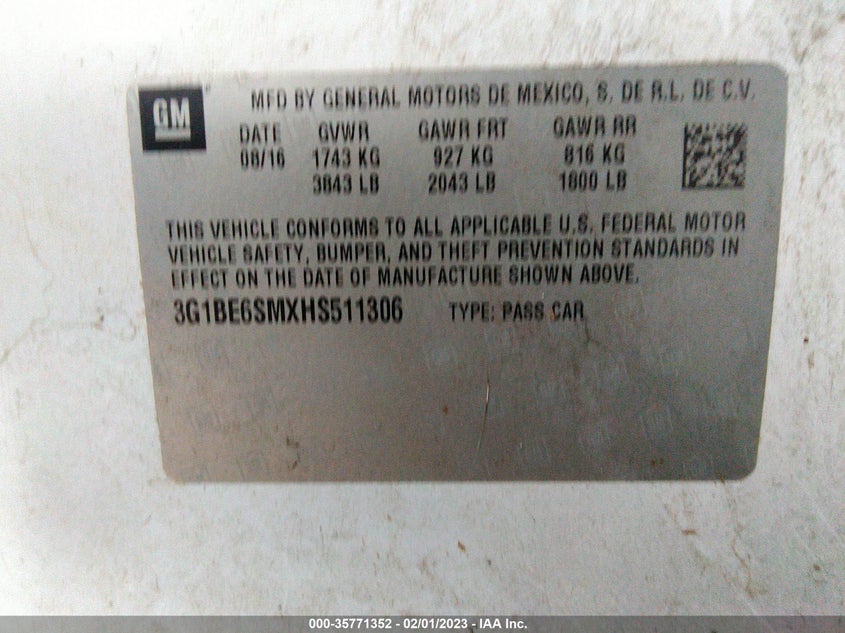 GM
MFD BY GENERAL MOTORS DE MEXICO, S. DE R.L. DE C.V.
DATE GVWR GAWR FRT GAWR RR
08/16 1743 KG 927 KG 816 KG
3843 LB 2043 LB 1800 LB
THIS VEHICLE CONFORMS TO ALL APPLICABLE U.S. FEDERAL MOTOR
VEHICLE SAFETY, BUMPER, AND THEFT PREVENTION STANDARDS IN
EFFECT ON THE DATE OF MANUFACTURE SHOWN ABOVE.
3G1BE6SMXHS511306 TYPE: PASS CAR
000-35771352 - 02/01/2023 - IAA Inc.